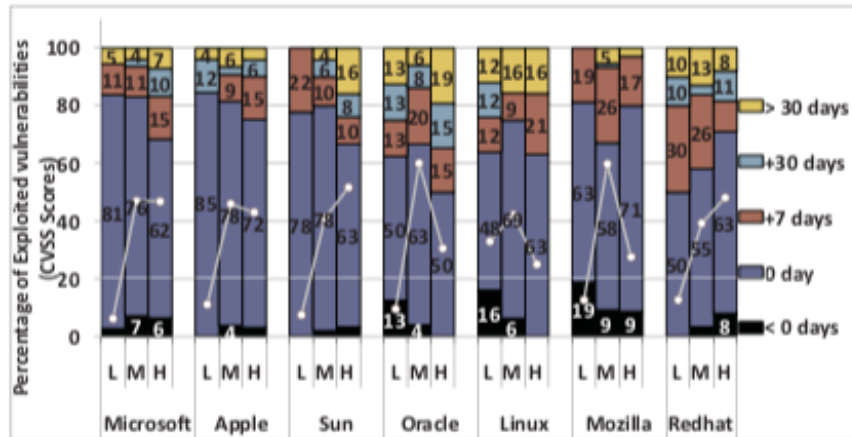 Percentage of Exploited vulnerabilities
(CVSS Scores)
100
80
60
40
20
0
5 11 81
4 11 76 7
7 10 15 62 6
4 12 85
6 9 78 4
6 15 72
22 78
4 6 10 78
16 8 10 63
13 13 13 50 13
6 8 20 63 4
19 15 15 50
12 12 12 48 16
16 9 69 6
16 21 63
19 63 19
5 26 58 9
17 71 9
10 10 30 50
13 26 55
8 11 63 8
> 30 days
+30 days
+7 days
0 day
< 0 days
L M H L M H L M H L M H L M H L M H L M H
Microsoft Apple Sun Oracle Linux Mozilla Redhat